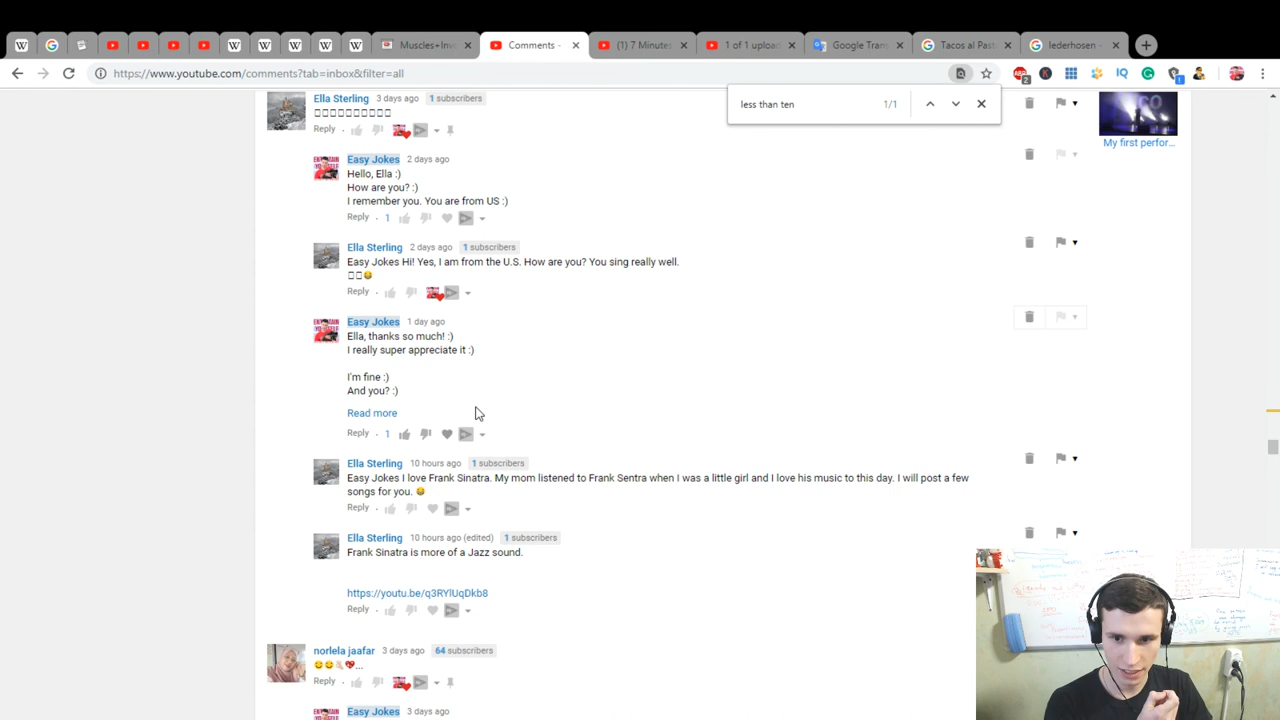 Muscles+Inv
Comments -
(1) 7 Minutes
1 of 1 upload
Google Tran
Tacos al Past
lederhosen -
https://www.youtube.com/comments?tab=inbox&filter=all
less than ten 1/1
Ella Sterling 3 days ago 1 subscribers
Reply
My first perfor...
Easy Jokes 2 days ago
Hello, Ella :)
How are you? :)
I remember you. You are from US :)
Reply 1
Ella Sterling 2 days ago 1 subscribers
Easy Jokes Hi! Yes, I am from the U.S. How are you? You sing really well.
Reply
Easy Jokes 1 day ago
Ella, thanks so much! :)
I really super appreciate it :)
I'm fine :)
And you? :)
Read more
Reply 1
Ella Sterling 10 hours ago 1 subscribers
Easy Jokes I love Frank Sinatra. My mom listened to Frank Sentra when I was a little girl and I love his music to this day. I will post a few
songs for you.
Reply
Ella Sterling 10 hours ago (edited) 1 subscribers
Frank Sinatra is more of a Jazz sound.
https://youtu.be/q3RYlUqDkb8
Reply
norlela jaafar 3 days ago 64 subscribers
...
Reply
Easy Jokes 3 days ago